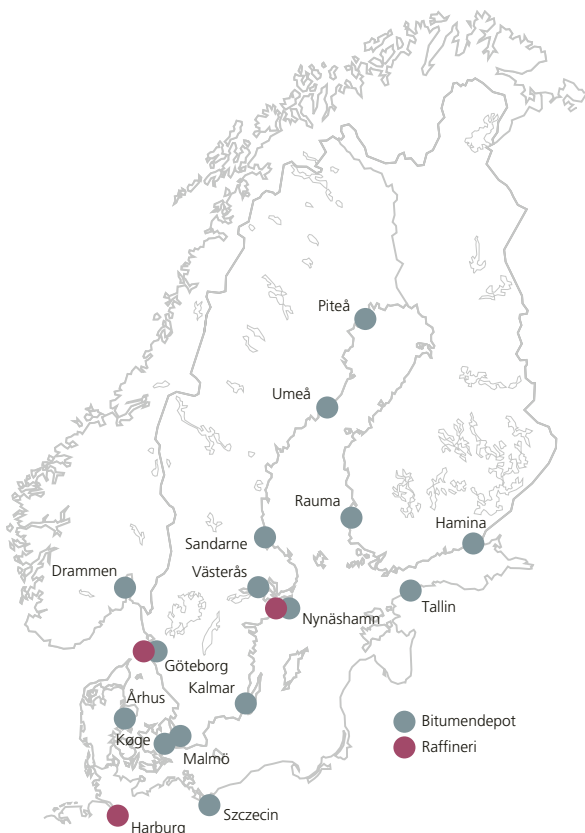 Piteå
Umeå
Rauma
Hamina
Sandarne
Drammen
Västerås
Tallin
Nynäshamn
Göteborg
Kalmar
Århus
Bitumendepot
Køge
Raffineri
Malmö
Szczecin
Harburg